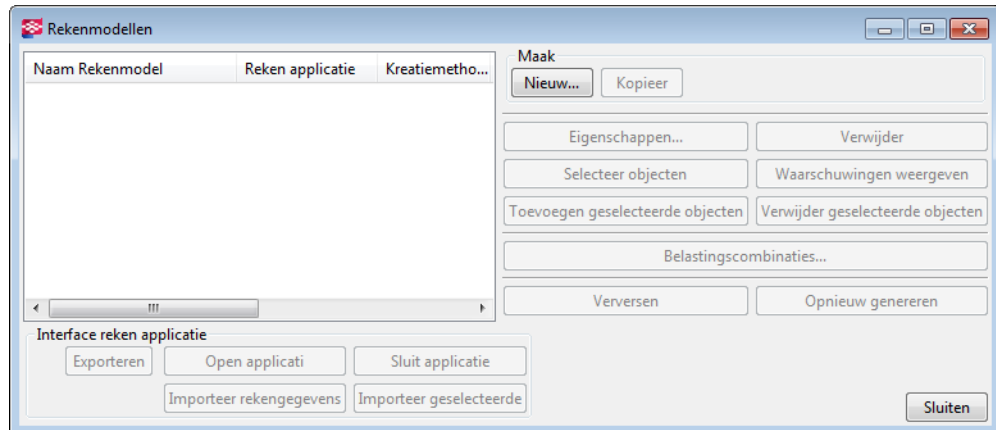 Rekenmodellen
Naam Rekenmodel Reken applicatie Kreatiemetho...
Maak
Nieuw... Kopieer
Eigenschappen... Verwijder
Selecteer objecten Waarschuwingen weergeven
Toevoegen geselecteerde objecten Verwijder geselecteerde objecten
Belastingscombinaties...
Verversen Opnieuw genereren
Interface reken applicatie
Exporteren Open applicati Sluit applicatie
Importeer rekengegevens Importeer geselecteerde
Sluiten